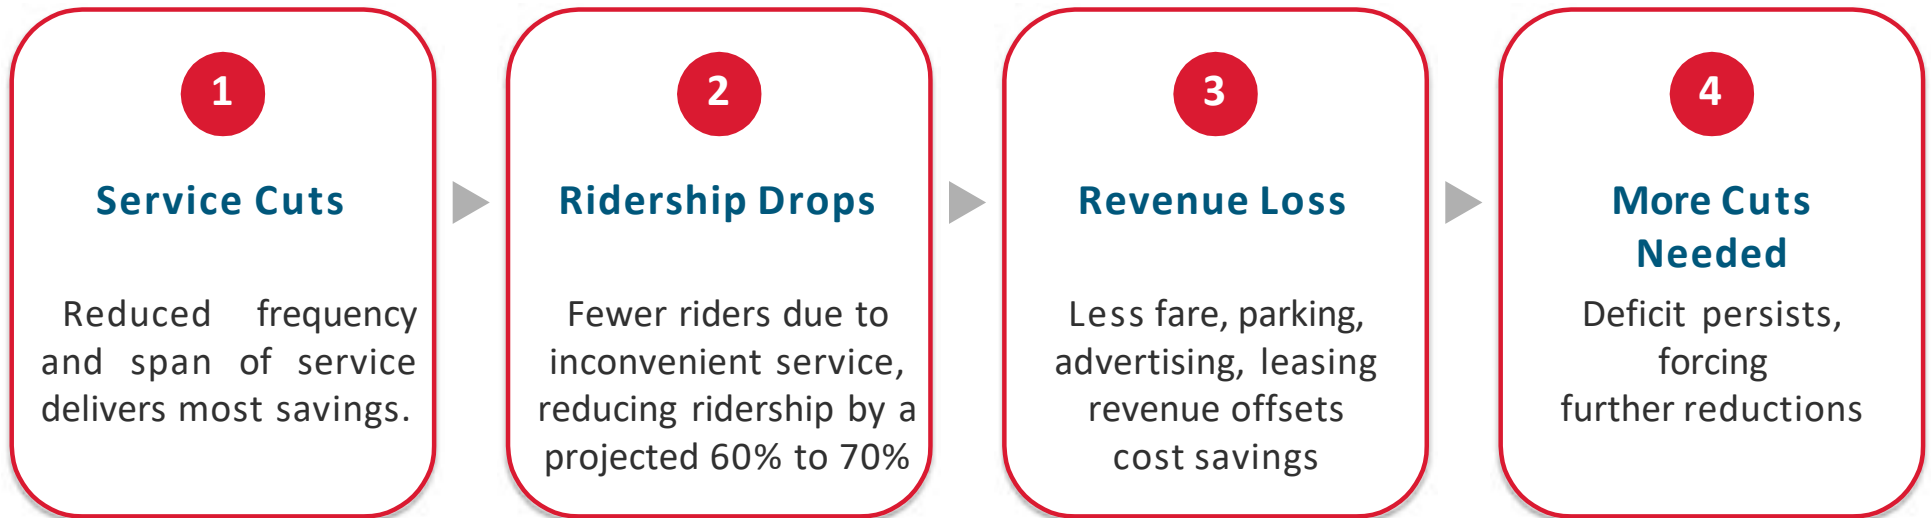 1
Service Cuts
Reduced frequency
and span of service
delivers most savings.
2
Ridership Drops
Fewer riders due to
inconvenient service,
reducing ridership by a
projected 60% to 70%
3
Revenue Loss
Less fare, parking,
advertising, leasing
revenue offsets
cost savings
4
More Cuts
Needed
Deficit persists,
forcing
further reductions